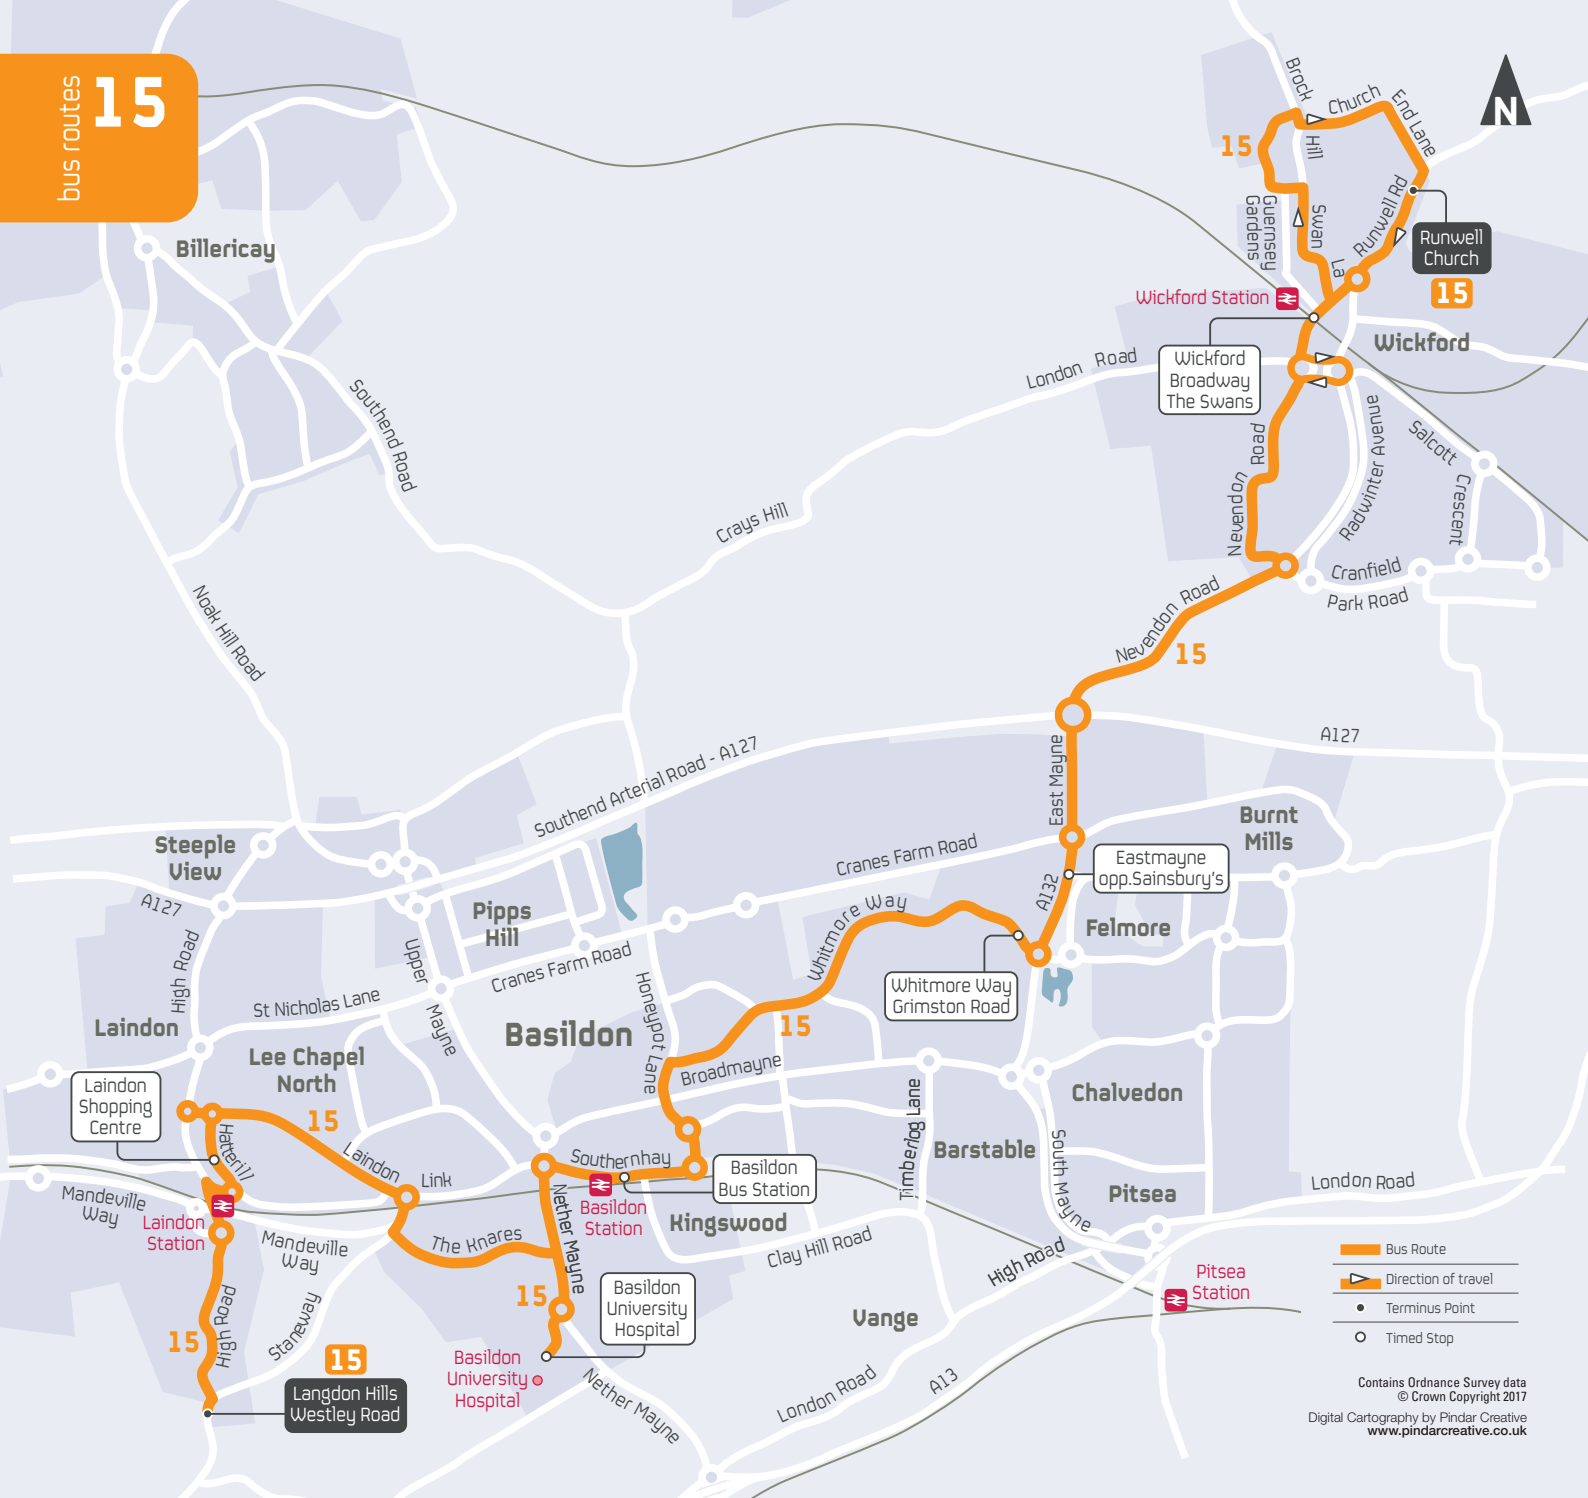 bus routes
15
Brock
Hill
Church
End Lane
N
15
Guernsey
Gardens
Swan
La
Runwell Rd
Runwell
Church
15
Billericay
Wickford Station
Wickford
Wickford
Broadway
The Swans
London Road
Southend Road
Nevendon Road
Radwinter Avenue
Salcott
Crescent
Crays Hill
Cranfield
Park Road
Noak Hill Road
Nevendon Road
15
A127
Southend Arterial Road - A127
East Mayne
Burnt
Mills
Steeple
View
Cranes Farm Road
Eastmayne
opp.Sainsbury's
A132
A127
Pipps
Hill
Whitmore Way
Felmore
High Road
Upper
Mayne
Cranes Farm Road
Whitmore Way
Grimston Road
St Nicholas Lane
Honeypot Lane
15
Laindon
Basildon
Lee Chapel
North
Broadmayne
Laindon
Shopping
Centre
15
Chalvedon
Timberlog Lane
Hatterill
Laindon
Link
Southernhay
Barstable
South Mayne
Basildon
Bus Station
Mandeville
Way
Laindon
Station
Nether Mayne
Basildon
Station
Kingswood
Pitsea
London Road
Mandeville
Way
The Knares
Clay Hill Road
High Road
Bus Route
Pitsea
Station
Direction of travel
15
Basildon
University
Hospital
Vange
Terminus Point
Timed Stop
High Road
15
Staneway
15
Basildon
University
Hospital
Langdon Hills
Westley Road
Nether Mayne
London Road
A13
Contains Ordnance Survey data
© Crown Copyright 2017
Digital Cartography by Pindar Creative
www.pindarcreative.co.uk